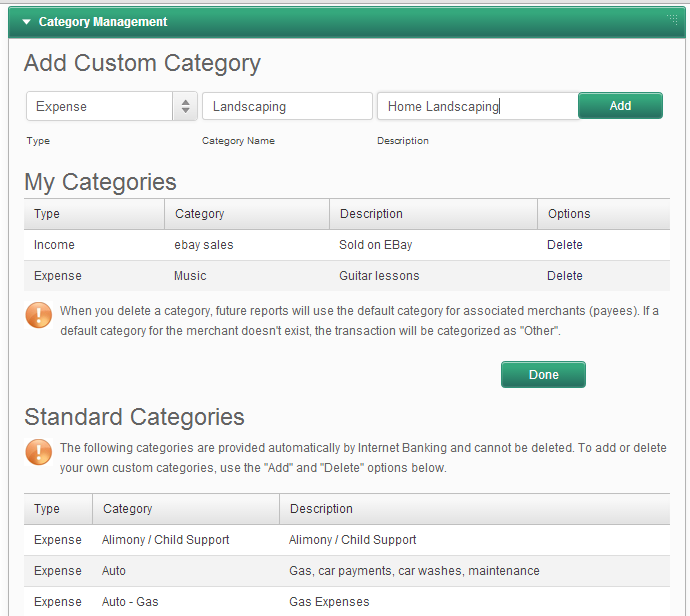 Category Management
Add Custom Category
Expense Landscaping Home Landscaping Add
Type Category Name Description
My Categories
Type Category Description Options
Income ebay sales Sold on EBay Delete
Expense Music Guitar lessons Delete
When you delete a category, future reports will use the default category for associated merchants (payees). If a
default category for the merchant doesn't exist, the transaction will be categorized as "Other".
Done
Standard Categories
The following categories are provided automatically by Internet Banking and cannot be deleted. To add or delete
your own custom categories, use the "Add" and "Delete" options below.
Type Category Description
Expense Alimony / Child Support Alimony / Child Support
Expense Auto Gas, car payments, car washes, maintenance
Expense Auto - Gas Gas Expenses